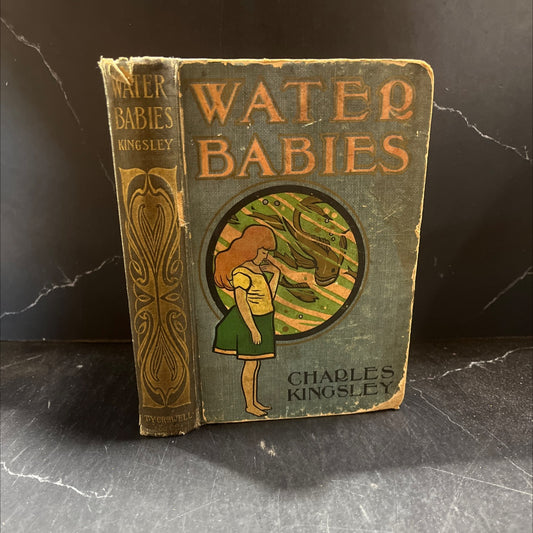 WATER
BABIES
KINGSLEY
T.Y.CROWELL
WATER
BABIES
CHARLES
KINGSLEY